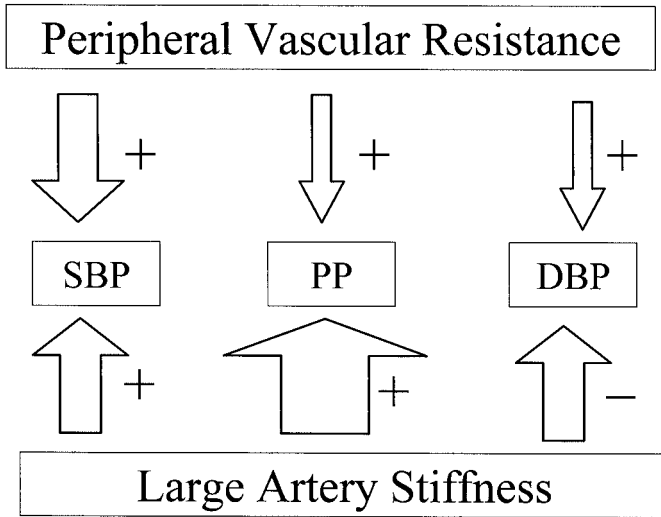 Peripheral Vascular Resistance
+ + +
SBP PP DBP
+ + −
Large Artery Stiffness